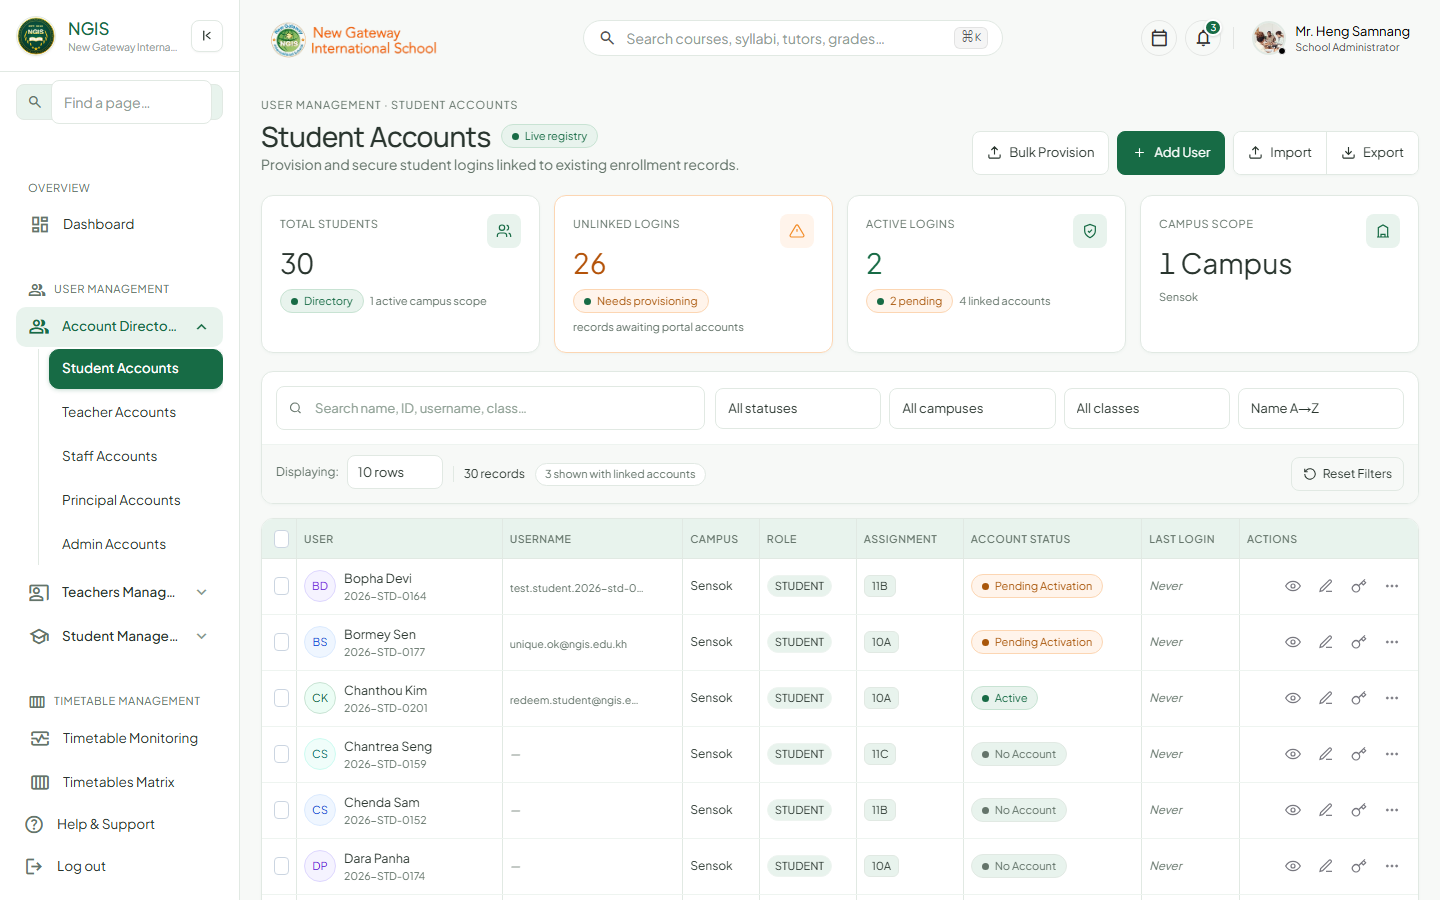 NGIS
New Gateway Interna...
Find a page...
OVERVIEW
Dashboard
USER MANAGEMENT
Account Directo...
Student Accounts
Teacher Accounts
Staff Accounts
Principal Accounts
Admin Accounts
Teachers Manag...
Student Manage...
TIMETABLE MANAGEMENT
Timetable Monitoring
Timetables Matrix
Help & Support
Log out
NGIS
New Gateway
International School
Search courses, syllabi, tutors, grades...
⌘K
3
Mr. Heng Samnang
School Administrator
USER MANAGEMENT · STUDENT ACCOUNTS
Student Accounts
Live registry
Provision and secure student logins linked to existing enrollment records.
Bulk Provision
+ Add User
Import
Export
TOTAL STUDENTS
30
Directory
1 active campus scope
UNLINKED LOGINS
26
Needs provisioning
records awaiting portal accounts
ACTIVE LOGINS
2
2 pending
4 linked accounts
CAMPUS SCOPE
1 Campus
Sensok
Search name, ID, username, class...
All statuses
All campuses
All classes
Name A→Z
Displaying:
10 rows
30 records
3 shown with linked accounts
Reset Filters
USER USERNAME CAMPUS ROLE ASSIGNMENT ACCOUNT STATUS LAST LOGIN ACTIONS
BD Bopha Devi
2026-STD-0164
test.student.2026-std-0... Sensok STUDENT 11B Pending Activation Never
BS Bormey Sen
2026-STD-0177
unique.ok@ngis.edu.kh Sensok STUDENT 10A Pending Activation Never
CK Chanthou Kim
2026-STD-0201
redeem.student@ngis.e... Sensok STUDENT 10A Active Never
CS Chantrea Seng
2026-STD-0159
— Sensok STUDENT 11C No Account Never
CS Chenda Sam
2026-STD-0152
— Sensok STUDENT 11B No Account Never
DP Dara Panha
2026-STD-0174
— Sensok STUDENT 10A No Account Never